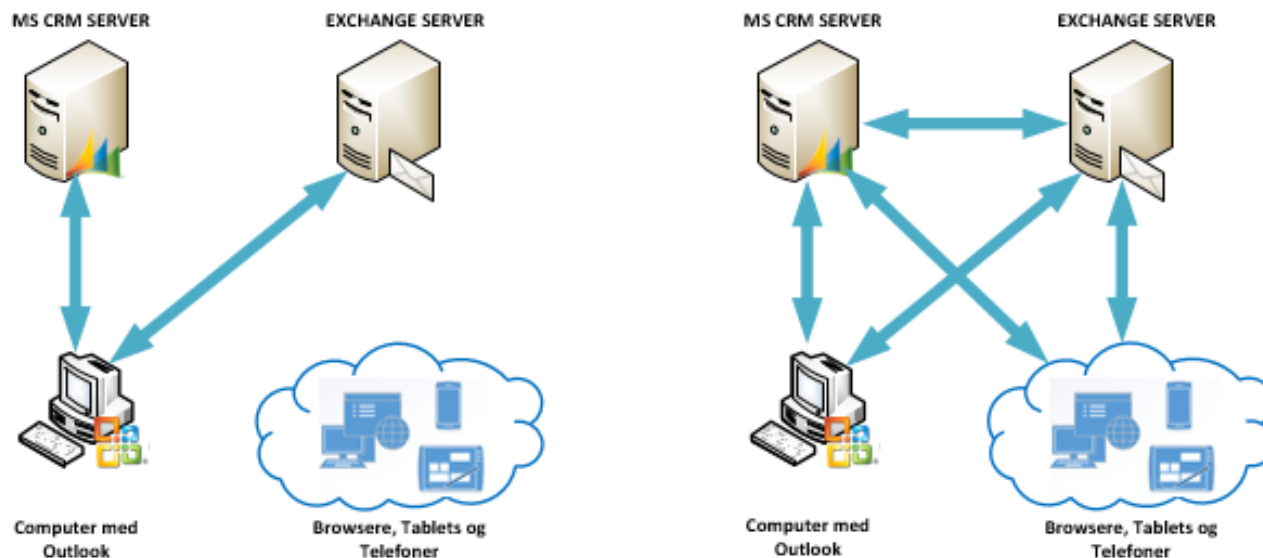 MS CRM SERVER
EXCHANGE SERVER
Computer med
Outlook
Browsere, Tablets og
Telefoner
MS CRM SERVER
EXCHANGE SERVER
Computer med
Outlook
Browsere, Tablets og
Telefoner